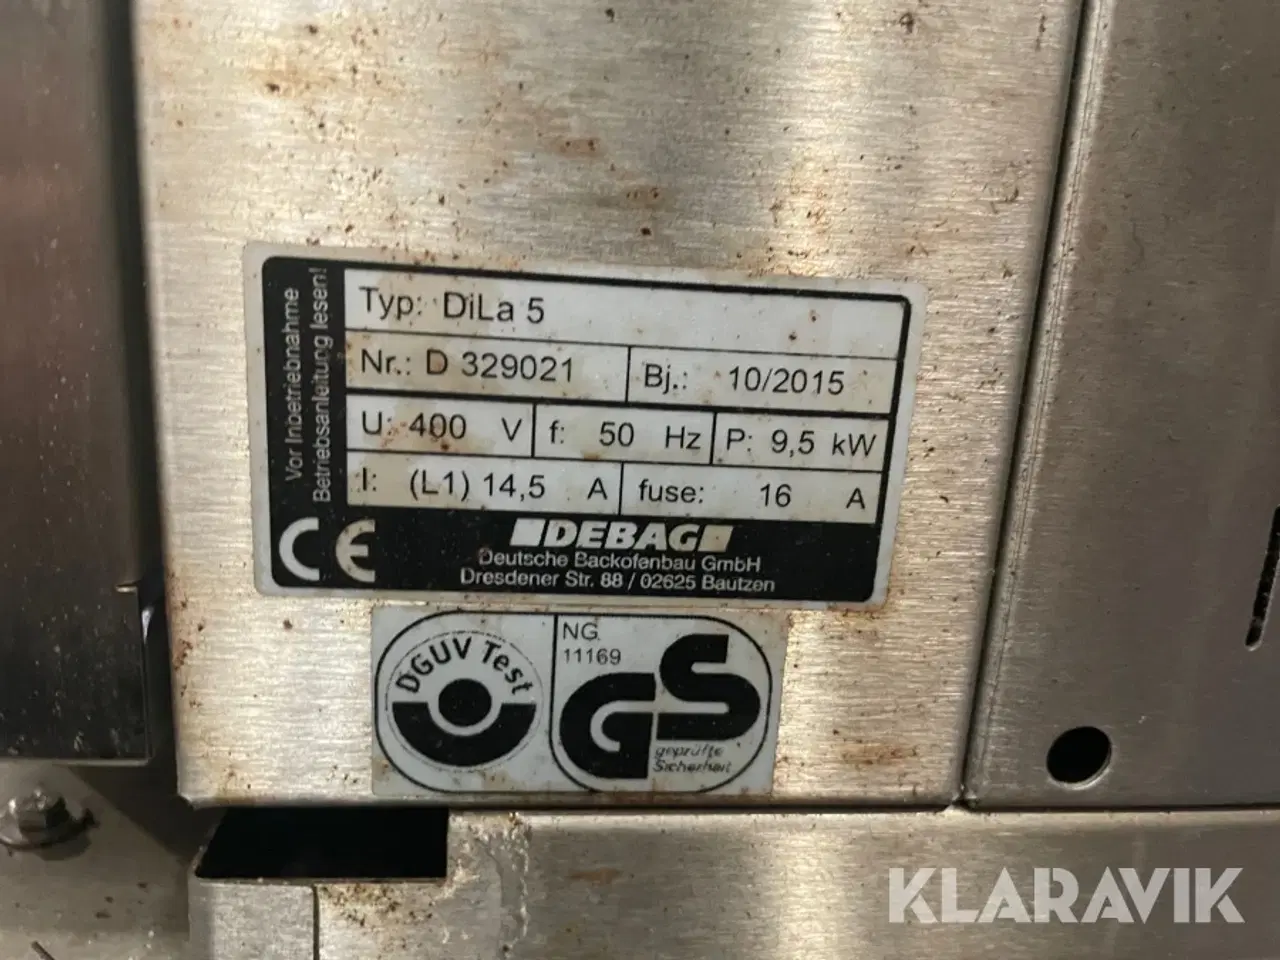 Vor Inbetriebnahme
Betriebsanleitung lesen!
Typ: DiLa 5
Nr.: D 329021 Bj.: 10/2015
U: 400 V f: 50 Hz P: 9,5 kW
I: (L1) 14,5 A fuse: 16 A
CE
DEBAG
Deutsche Backofenbau GmbH
Dresdener Str. 88 / 02625 Bautzen
DGUV Test
NG
11169
GS
geprüfte
Sicherheit
KLARAVIK